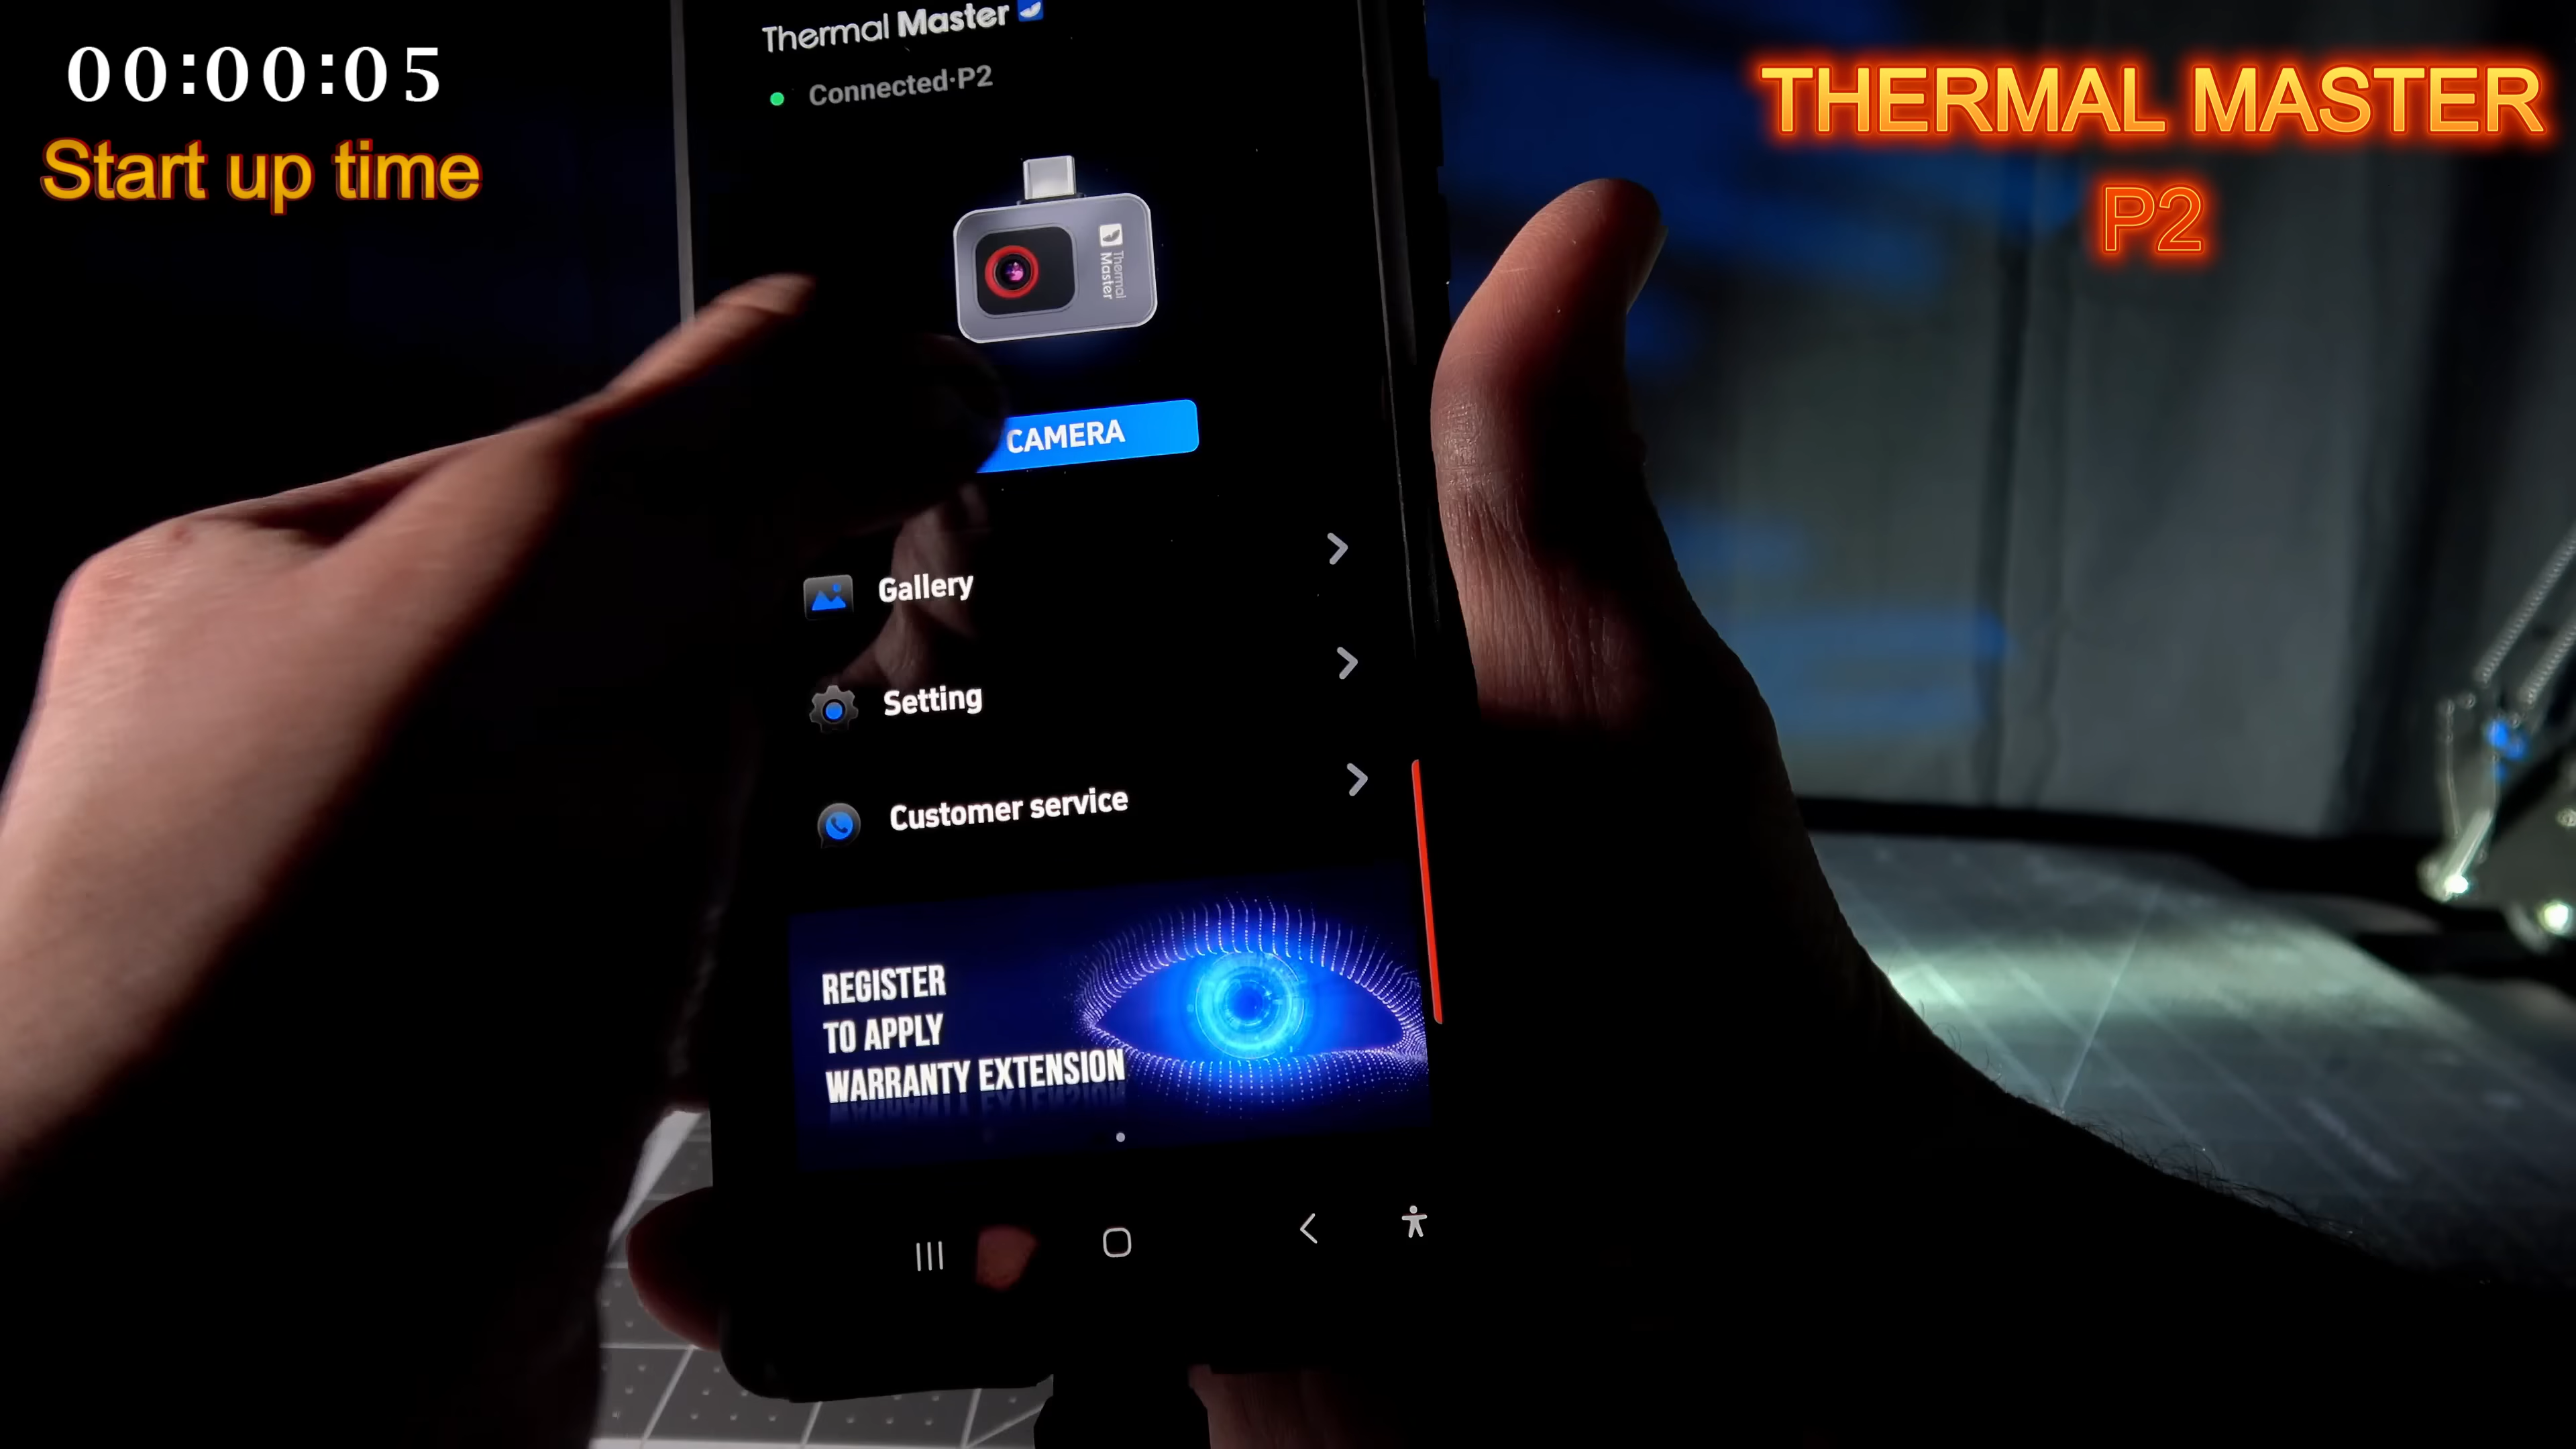 00:00:05
Start up time
THERMAL MASTER
P2
Thermal Master
Connected·P2
Thermal
Master
CAMERA
Gallery
Setting
Customer service
REGISTER
TO APPLY
WARRANTY EXTENSION